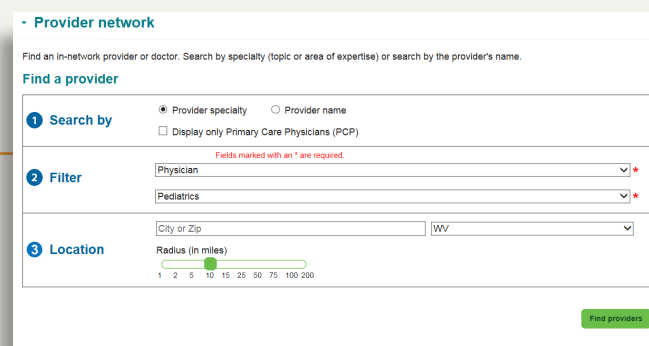 Provider network
Find an in-network provider or doctor. Search by specialty (topic or area of expertise) or search by the provider's name.
Find a provider
1 Search by
Provider specialty Provider name
Display only Primary Care Physicians (PCP)
Fields marked with an * are required.
2 Filter
Physician *
Pediatrics *
3 Location
City or Zip WV
Radius (in miles)
1 2 5 10 15 25 50 75 100 200
Find providers